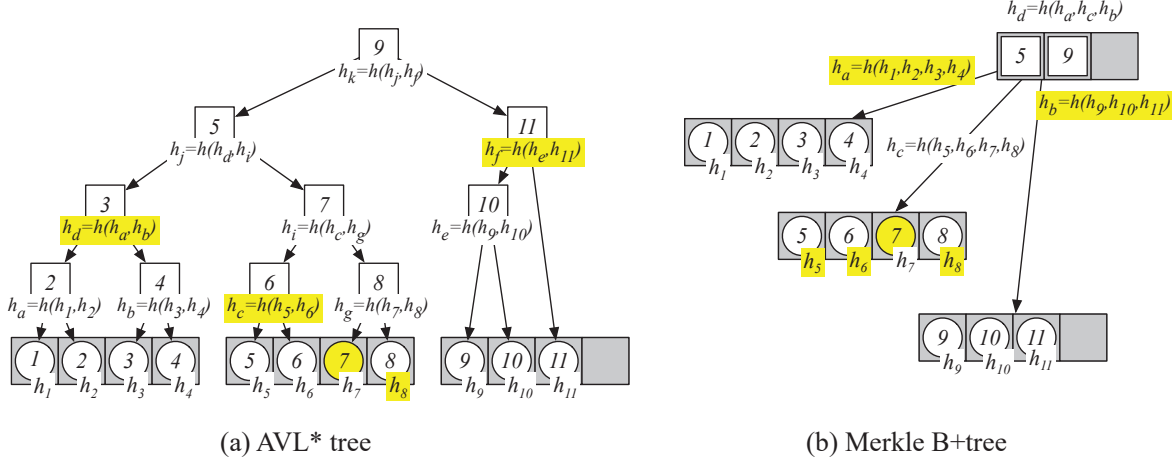 9
h_k=h(h_j,h_f)
5
h_j=h(h_d,h_i)
11
h_f=h(h_e,h_11)
3
h_d=h(h_a,h_b)
7
h_i=h(h_c,h_g)
10
h_e=h(h_9,h_10)
2
h_a=h(h_1,h_2)
4
h_b=h(h_3,h_4)
6
h_c=h(h_5,h_6)
8
h_g=h(h_7,h_8)
1 2 3 4 5 6 7 8 9 10 11
h_1 h_2 h_3 h_4 h_5 h_6 h_7 h_8 h_9 h_10 h_11
(a) AVL* tree
h_d=h(h_a,h_c,h_b)
5 9
h_a=h(h_1,h_2,h_3,h_4)
h_b=h(h_9,h_10,h_11)
1 2 3 4
h_1 h_2 h_3 h_4
h_c=h(h_5,h_6,h_7,h_8)
5 6 7 8
h_5 h_6 h_7 h_8
9 10 11
h_9 h_10 h_11
(b) Merkle B+tree